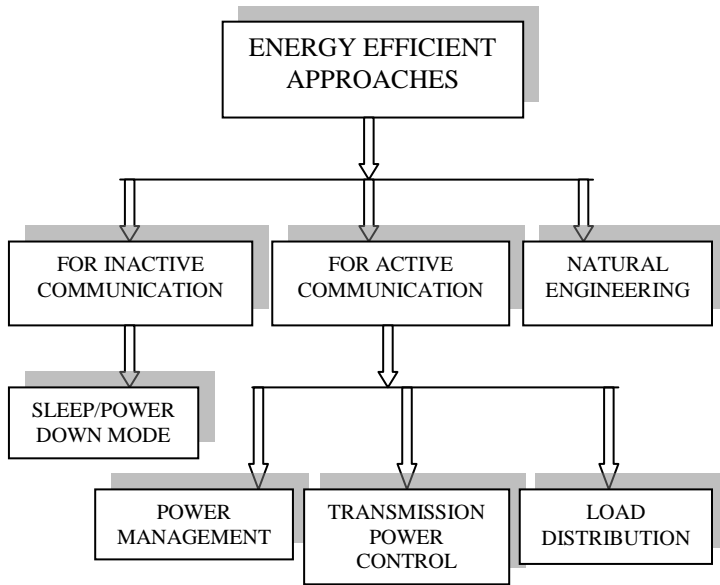 ENERGY EFFICIENT
APPROACHES
FOR INACTIVE
COMMUNICATION
FOR ACTIVE
COMMUNICATION
NATURAL
ENGINEERING
SLEEP/POWER
DOWN MODE
POWER
MANAGEMENT
TRANSMISSION
POWER
CONTROL
LOAD
DISTRIBUTION